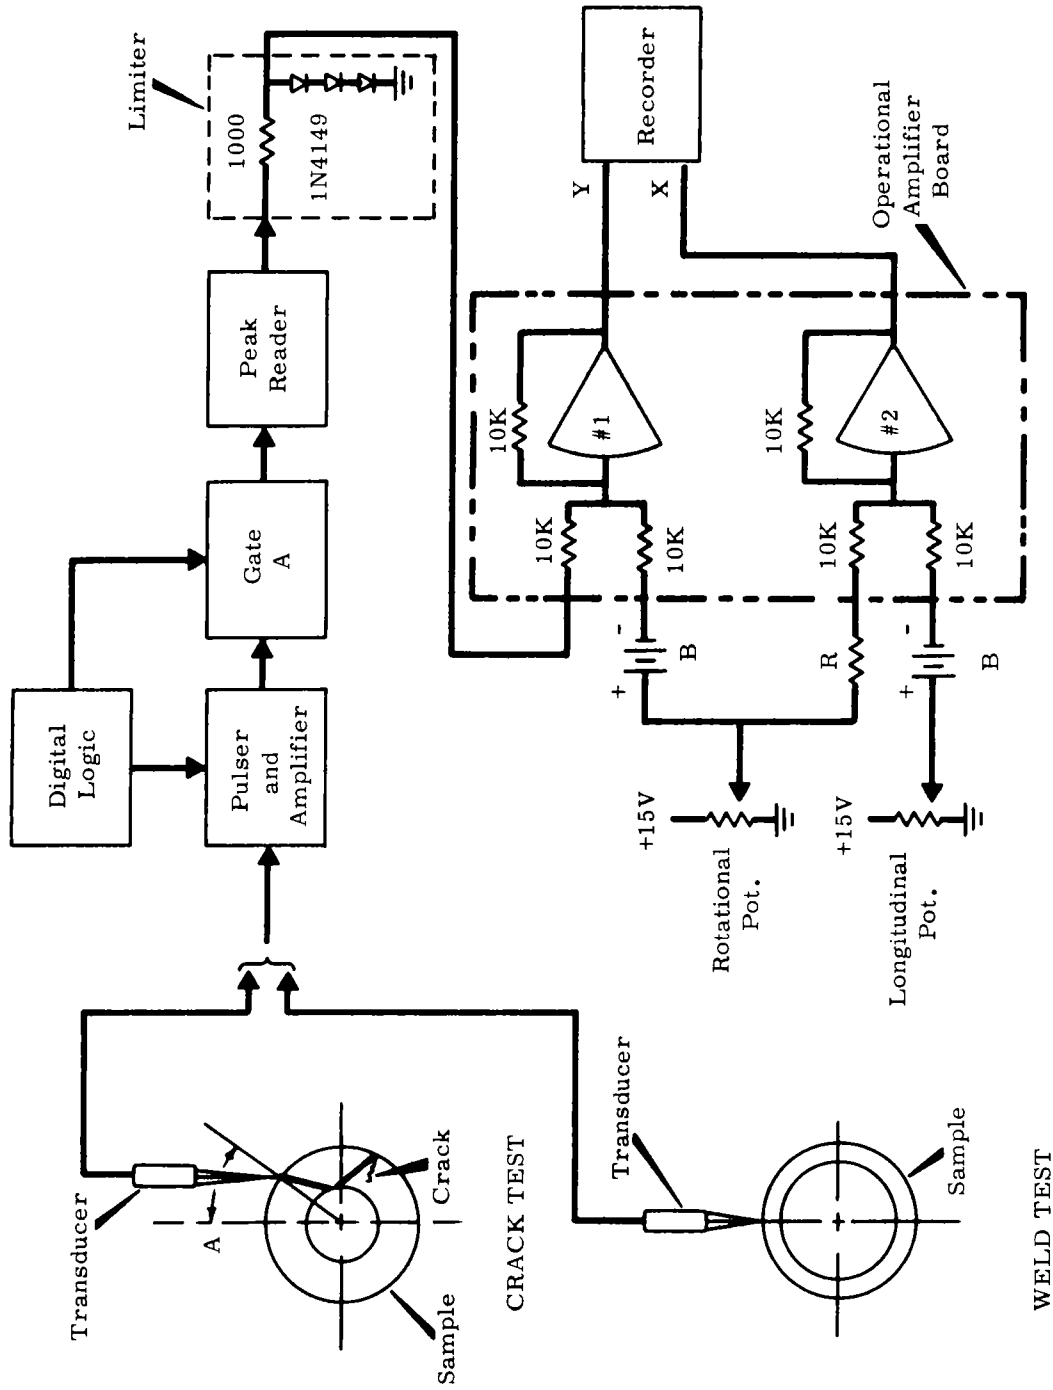 Limiter
1000
1N4149
Peak
Reader
Gate
A
Digital
Logic
Pulser
and
Amplifier
Transducer
A
Crack
Sample
CRACK TEST
Transducer
Sample
WELD TEST
Recorder
Y
X
Operational
Amplifier
Board
10K
#1
10K
10K
10K
#2
10K
10K
+ -
B
R
+ -
B
+15V
Rotational
Pot.
+15V
Longitudinal
Pot.